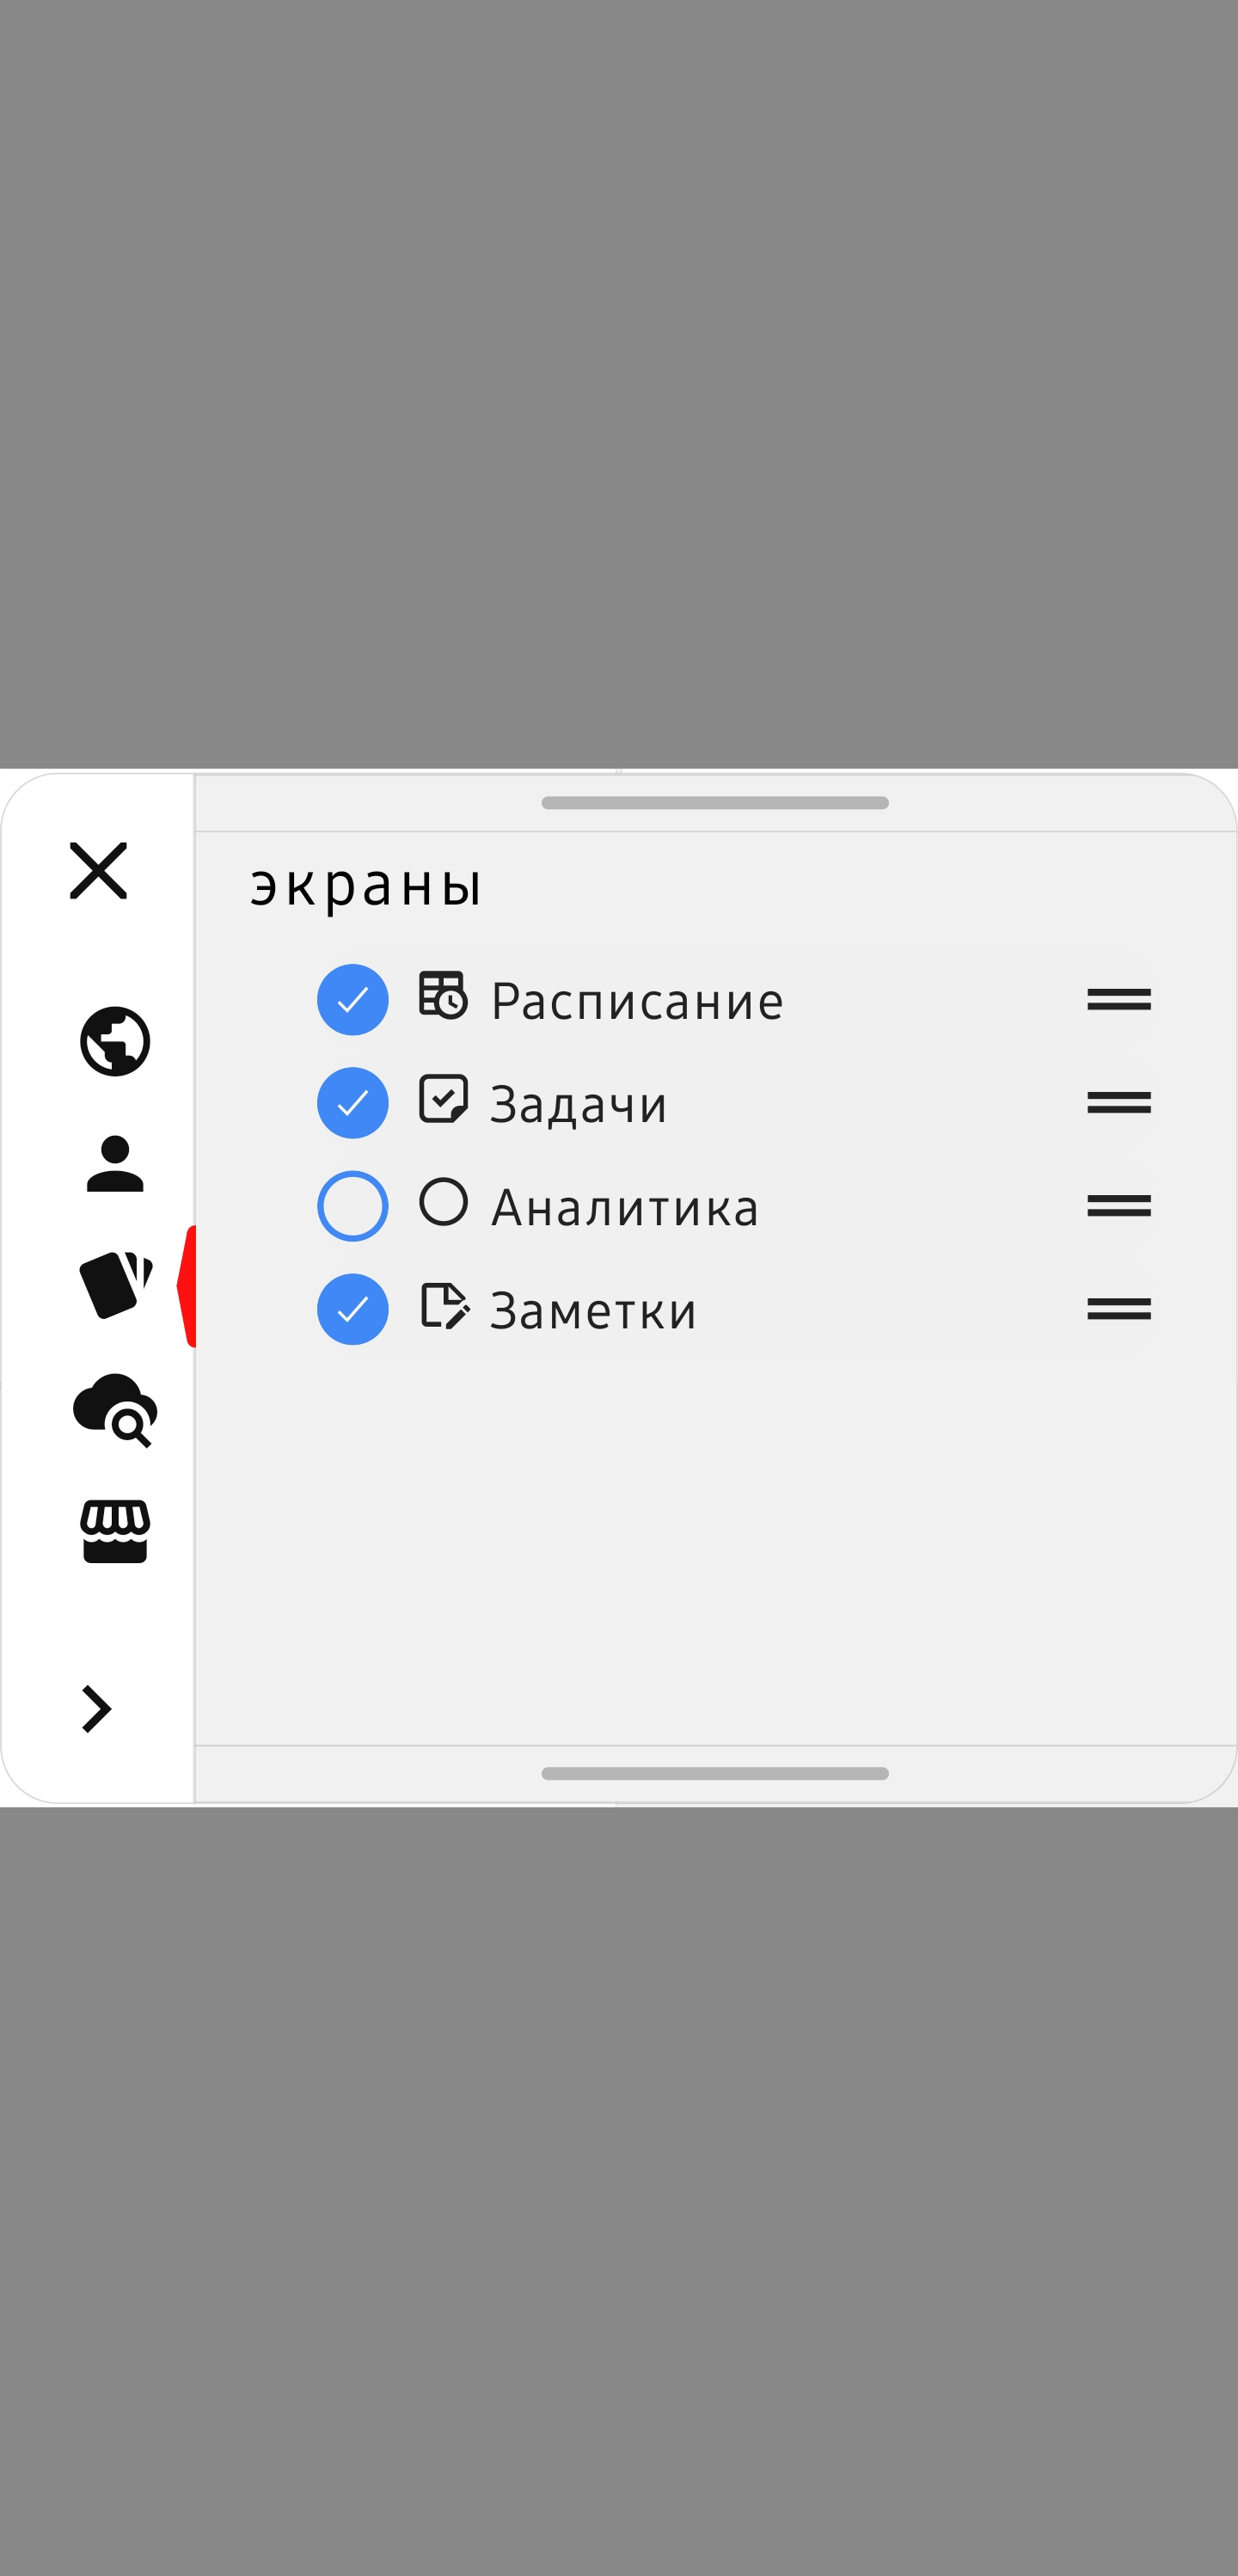 экраны
Расписание
Задачи
Аналитика
Заметки